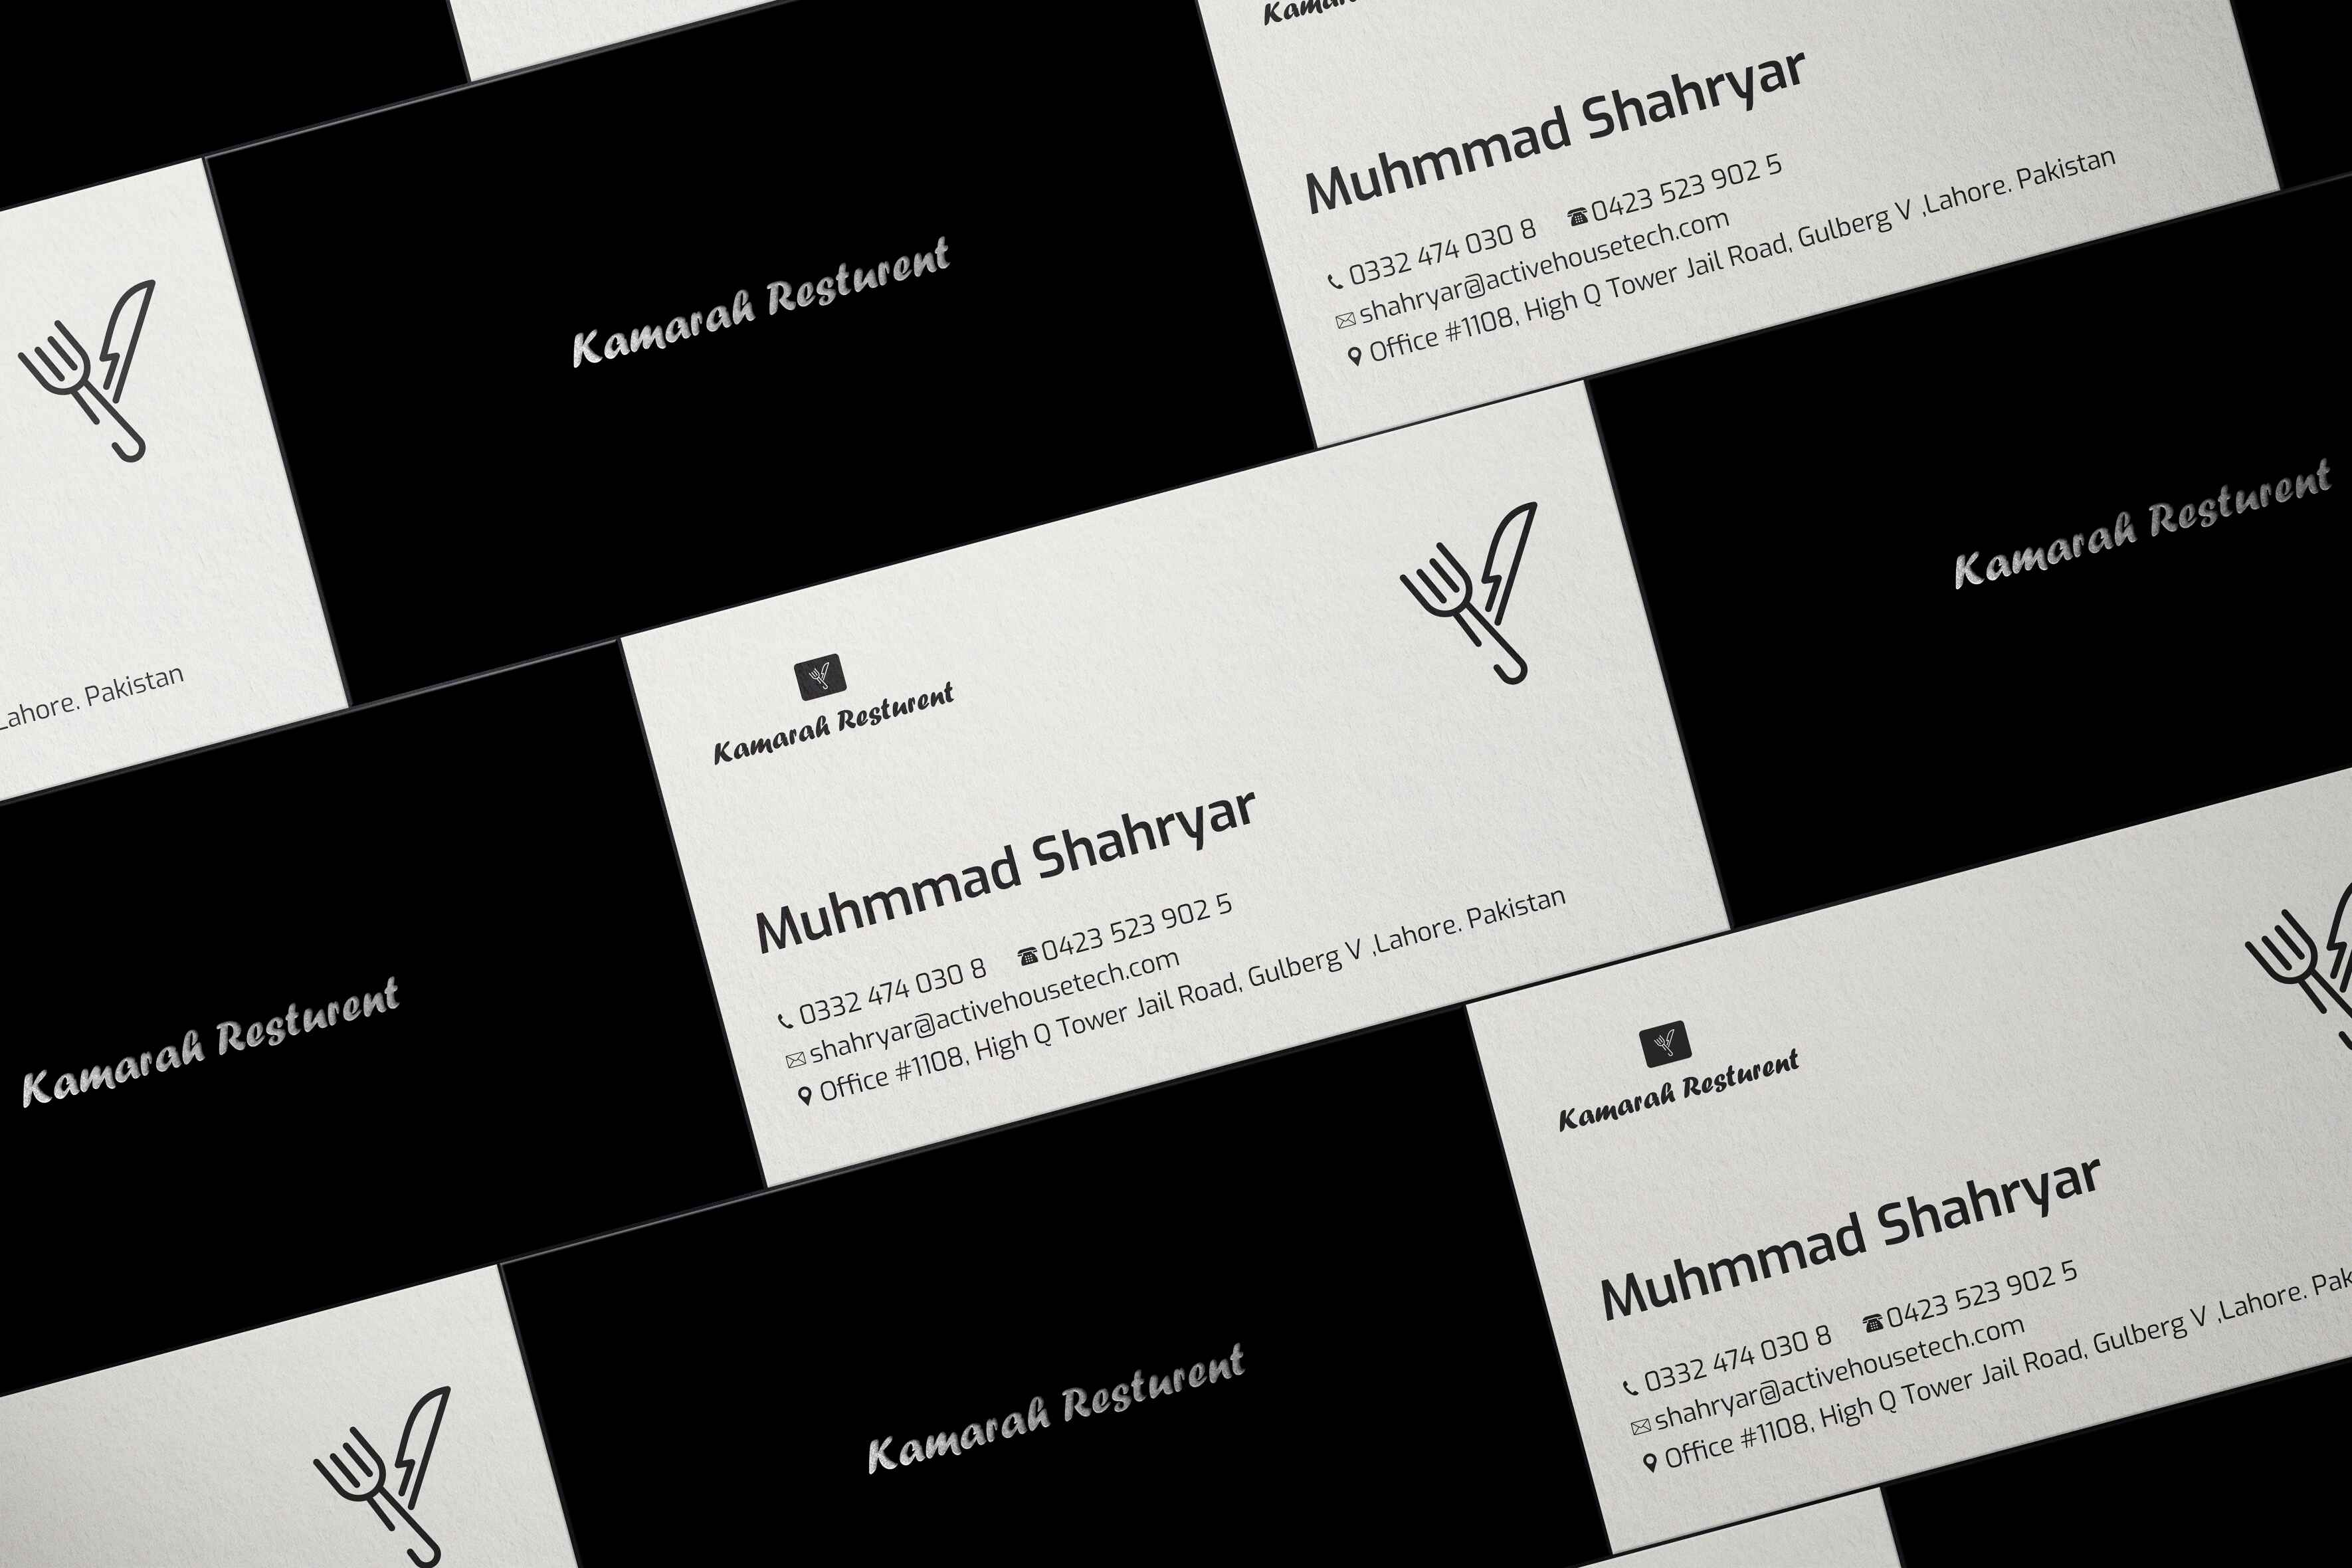 Kamarah Resturent
Muhmmad Shahryar
0332 474 030 8 0423 523 902 5
shahryar@activehousetech.com
Office #1108, High Q Tower Jail Road, Gulberg V ,Lahore. Pakistan
Kamarah Resturent
Lahore. Pakistan
Kamarah Resturent
Muhmmad Shahryar
0332 474 030 8 0423 523 902 5
shahryar@activehousetech.com
Office #1108, High Q Tower Jail Road, Gulberg V ,Lahore. Pakistan
Kamarah Resturent
Kamarah Resturent
Kamarah Resturent
Kamarah Resturent
Muhmmad Shahryar
0332 474 030 8 0423 523 902 5
shahryar@activehousetech.com
Office #1108, High Q Tower Jail Road, Gulberg V ,Lahore.